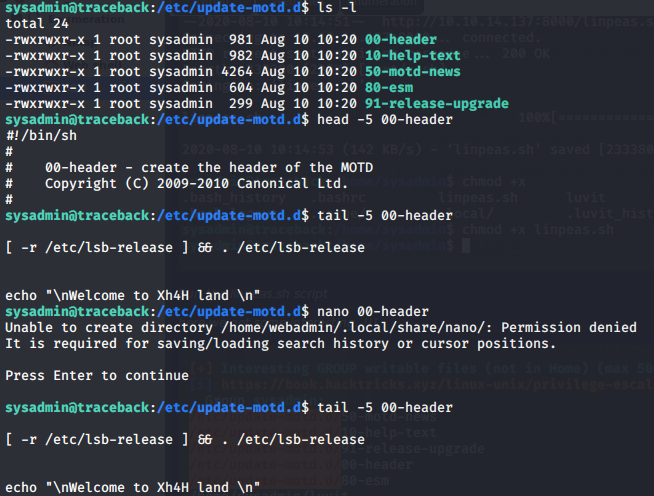 sysadmin@traceback:/etc/update-motd.d$ ls -l
total 24
-rwxrwxr-x 1 root sysadmin  981 Aug 10 10:20 00-header
-rwxrwxr-x 1 root sysadmin  982 Aug 10 10:20 10-help-text
-rwxrwxr-x 1 root sysadmin 4264 Aug 10 10:20 50-motd-news
-rwxrwxr-x 1 root sysadmin  604 Aug 10 10:20 80-esm
-rwxrwxr-x 1 root sysadmin  299 Aug 10 10:20 91-release-upgrade
sysadmin@traceback:/etc/update-motd.d$ head -5 00-header
#!/bin/sh
#
#    00-header - create the header of the MOTD
#    Copyright (C) 2009-2010 Canonical Ltd.
#
sysadmin@traceback:/etc/update-motd.d$ tail -5 00-header
[ -r /etc/lsb-release ] && . /etc/lsb-release
echo "\nWelcome to Xh4H land \n"
sysadmin@traceback:/etc/update-motd.d$ nano 00-header
Unable to create directory /home/webadmin/.local/share/nano/: Permission denied
It is required for saving/loading search history or cursor positions.
Press Enter to continue
sysadmin@traceback:/etc/update-motd.d$ tail -5 00-header
[ -r /etc/lsb-release ] && . /etc/lsb-release
echo "\nWelcome to Xh4H land \n"